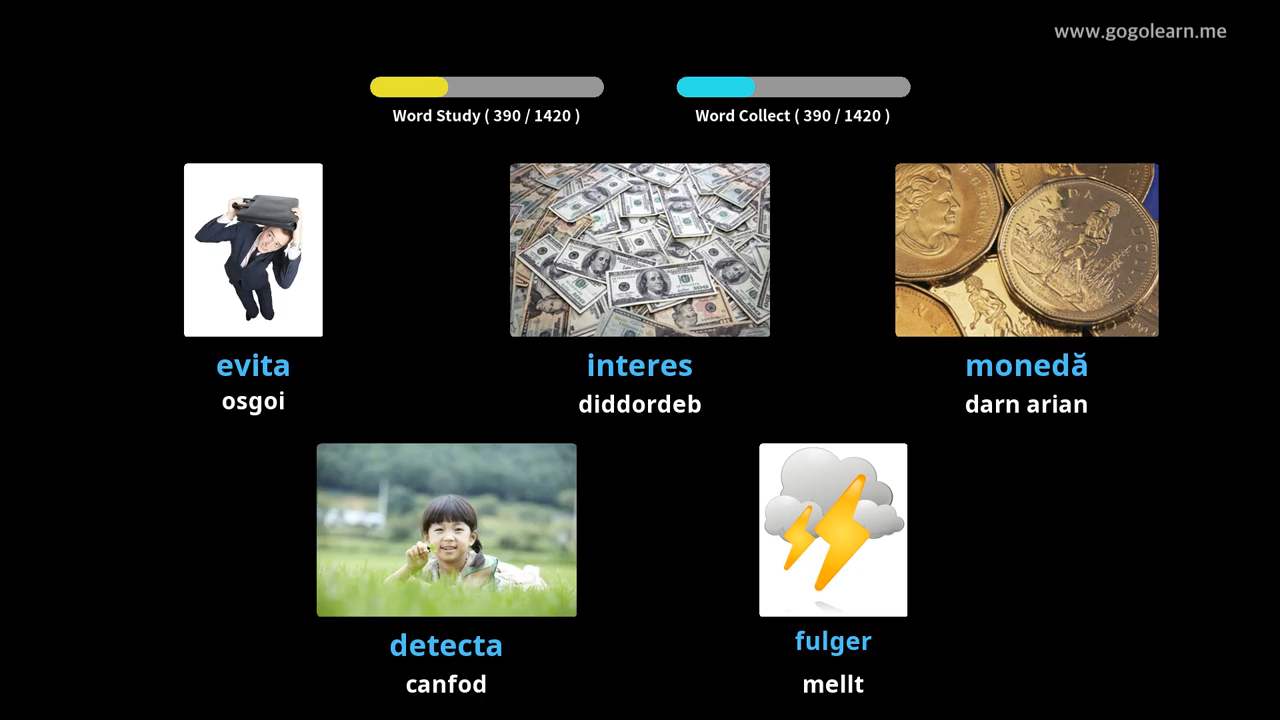 www.gogolearn.me
Word Study ( 390 / 1420 )
Word Collect ( 390 / 1420 )
evita
osgoi
interes
diddordeb
monedă
darn arian
detecta
canfod
fulger
mellt